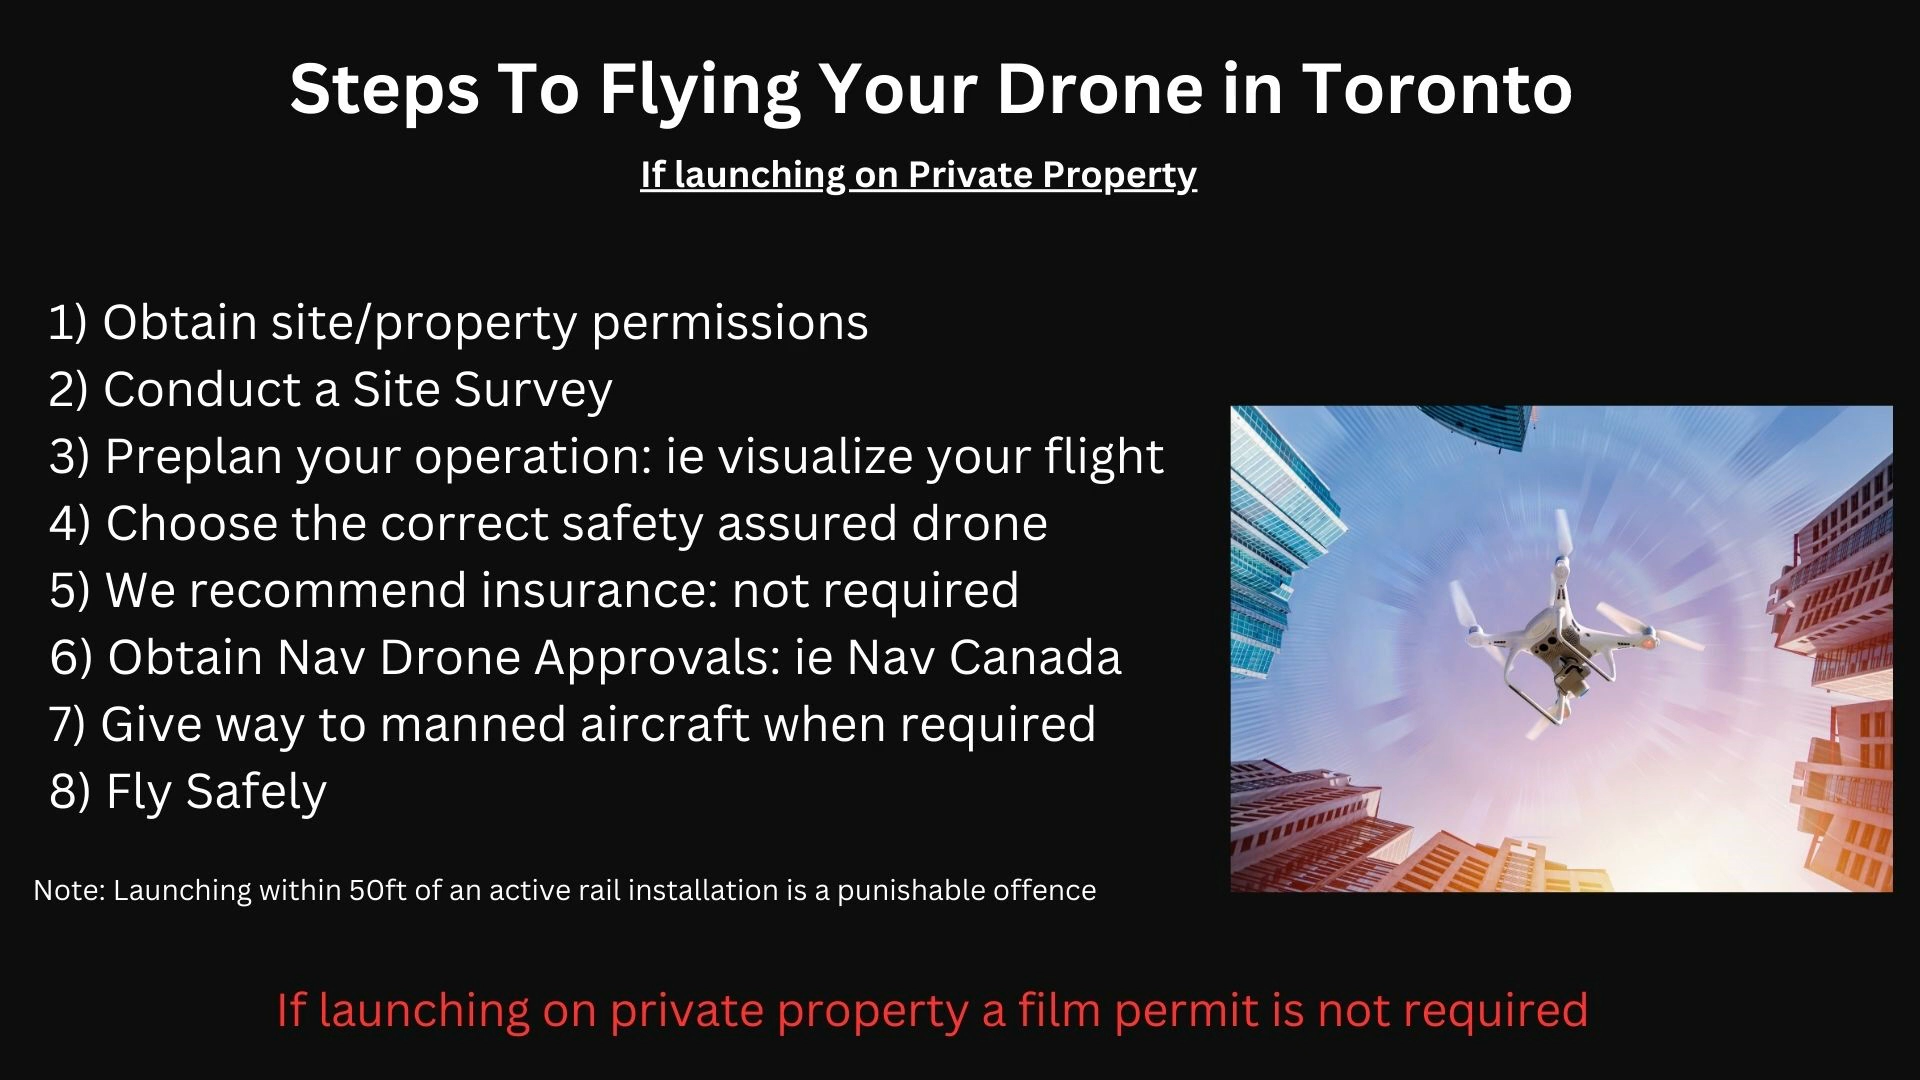 Steps To Flying Your Drone in Toronto
If launching on Private Property
1) Obtain site/property permissions
2) Conduct a Site Survey
3) Preplan your operation: ie visualize your flight
4) Choose the correct safety assured drone
5) We recommend insurance: not required
6) Obtain Nav Drone Approvals: ie Nav Canada
7) Give way to manned aircraft when required
8) Fly Safely
Note: Launching within 50ft of an active rail installation is a punishable offence
If launching on private property a film permit is not required